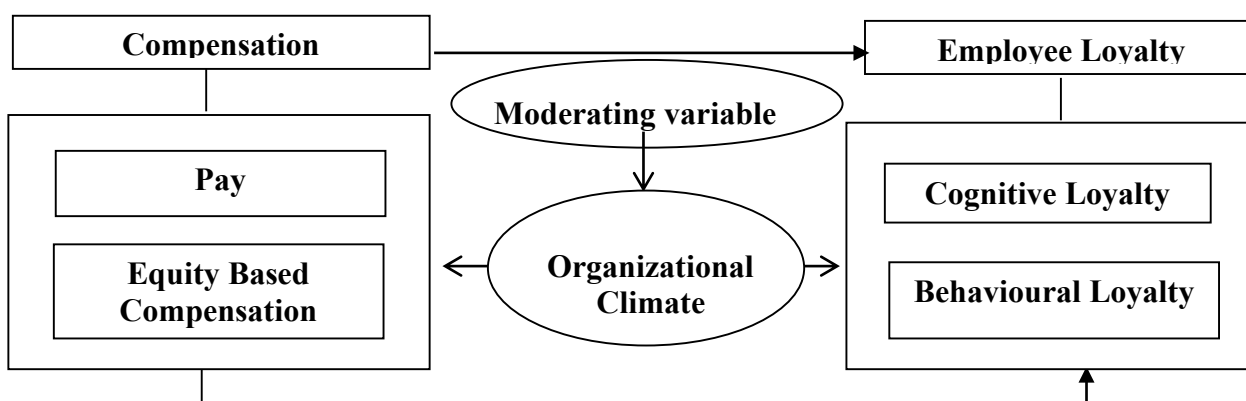 Compensation
Employee Loyalty
Moderating variable
Pay
Cognitive Loyalty
Equity Based
Compensation
Organizational
Climate
Behavioural Loyalty